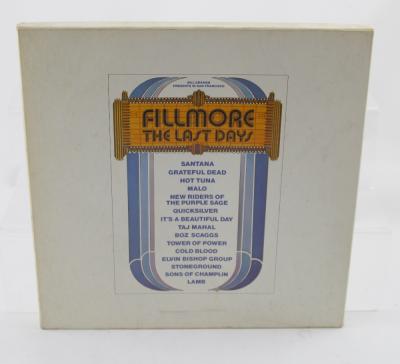 BILL GRAHAM
PRESENTS IN SAN FRANCISCO
FILLMORE
THE LAST DAYS
SANTANA
GRATEFUL DEAD
HOT TUNA
MALO
NEW RIDERS OF
THE PURPLE SAGE
QUICKSILVER
IT'S A BEAUTIFUL DAY
TAJ MAHAL
BOZ SCAGGS
TOWER OF POWER
COLD BLOOD
ELVIN BISHOP GROUP
STONEGROUND
SONS OF CHAMPLIN
LAMB